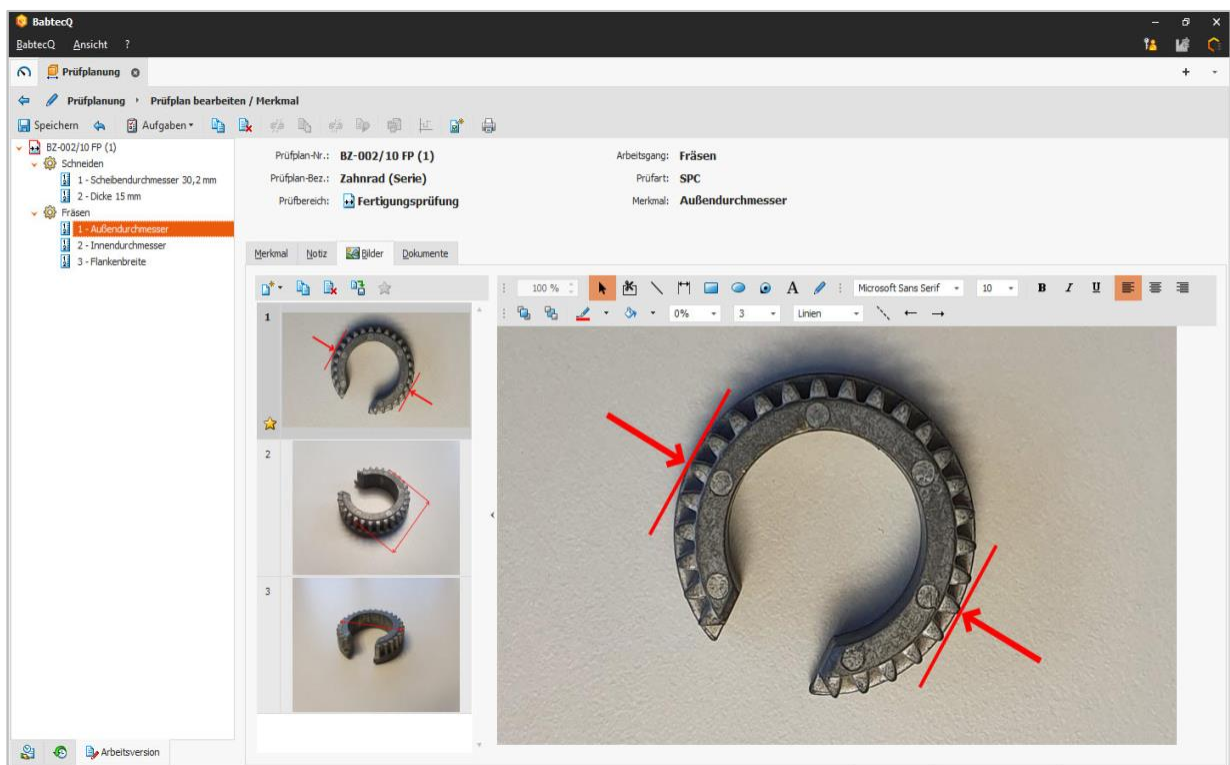 BabtecQ
BabtecQ Ansicht ?
Prüfplanung
Prüfplanung Prüfplan bearbeiten / Merkmal
Speichern Aufgaben
BZ-002/10 FP (1)
Schneiden
1 - Scheibendurchmesser 30,2 mm
2 - Dicke 15 mm
Fräsen
1 - Außendurchmesser
2 - Innendurchmesser
3 - Flankenbreite
Prüfplan-Nr.: BZ-002/10 FP (1) Arbeitsgang: Fräsen
Prüfplan-Bez.: Zahnrad (Serie) Prüfart: SPC
Prüfbereich: Fertigungsprüfung Merkmal: Außendurchmesser
Merkmal Notiz Bilder Dokumente
100 % A Microsoft Sans Serif 10 B I U
0% 3 Linien
1
2
3
Arbeitsversion